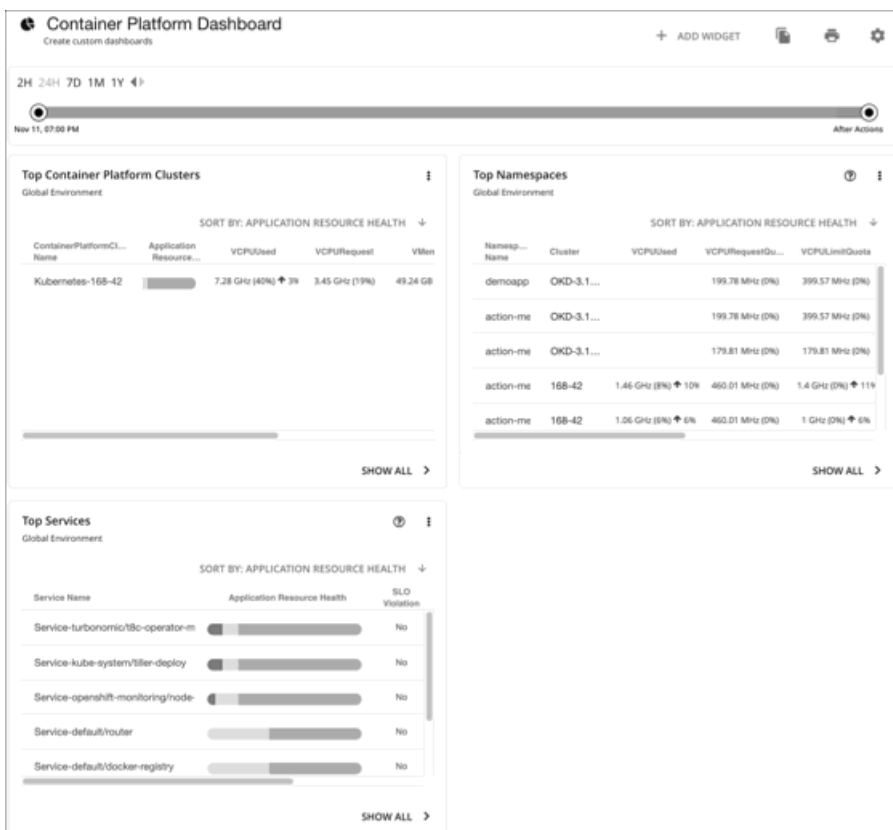 Container Platform Dashboard
Create custom dashboards
+ ADD WIDGET
2H 24H 7D 1M 1Y
Nov 11, 07:00 PM
After Actions
Top Container Platform Clusters
Global Environment
SORT BY: APPLICATION RESOURCE HEALTH
ContainerPlatformCl... Name Application Resource... VCPUUsed VCPURequest VMem
Kubernetes-168-42 7.28 GHz (40%) 3% 3.45 GHz (19%) 49.24 GB
SHOW ALL
Top Namespaces
Global Environment
SORT BY: APPLICATION RESOURCE HEALTH
Namesp... Name Cluster VCPUUsed VCPURequestQu... VCPULimitQuota
demoapp OKD-3.1... 199.78 MHz (0%) 399.57 MHz (0%)
action-me OKD-3.1... 199.78 MHz (0%) 399.57 MHz (0%)
action-me OKD-3.1... 179.81 MHz (0%) 179.81 MHz (0%)
action-me 168-42 1.46 GHz (8%) 10% 460.01 MHz (0%) 1.4 GHz (0%) 11%
action-me 168-42 1.06 GHz (6%) 6% 460.01 MHz (0%) 1 GHz (0%) 6%
SHOW ALL
Top Services
Global Environment
SORT BY: APPLICATION RESOURCE HEALTH
Service Name Application Resource Health SLO Violation
Service-turbonomic/t8c-operator-m No
Service-kube-system/tiller-deploy No
Service-openshift-monitoring/node- No
Service-default/router No
Service-default/docker-registry No
SHOW ALL